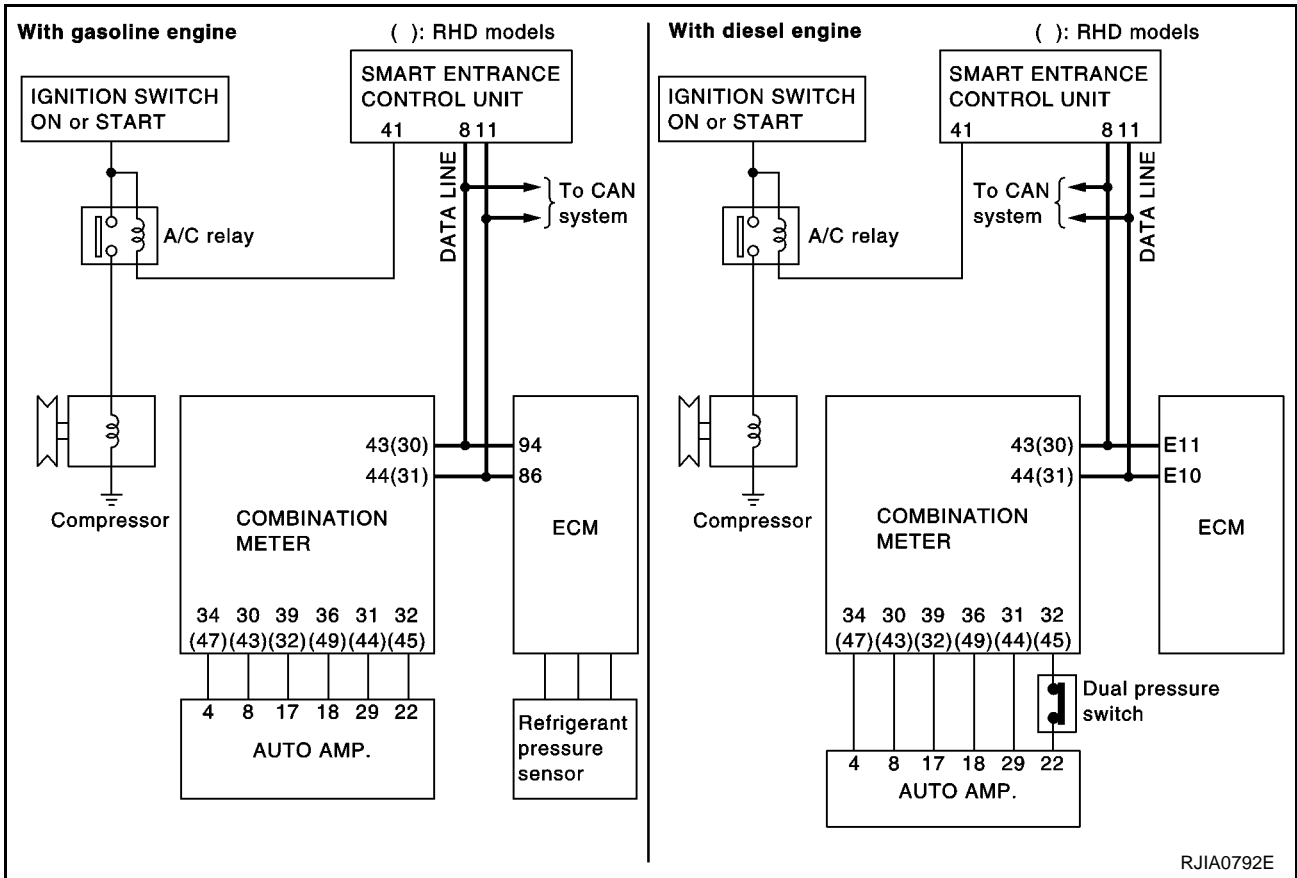 With gasoline engine
( ): RHD models
SMART ENTRANCE
CONTROL UNIT
41 8 11
IGNITION SWITCH
ON or START
DATA LINE
To CAN
system
A/C relay
Compressor
43(30)
44(31)
94
86
COMBINATION
METER
ECM
34 30 39 36 31 32
(47)(43)(32)(49)(44)(45)
4 8 17 18 29 22
AUTO AMP.
Refrigerant
pressure
sensor
With diesel engine
( ): RHD models
SMART ENTRANCE
CONTROL UNIT
41 8 11
IGNITION SWITCH
ON or START
To CAN
system
DATA LINE
A/C relay
Compressor
43(30)
44(31)
E11
E10
COMBINATION
METER
ECM
34 30 39 36 31 32
(47)(43)(32)(49)(44)(45)
Dual pressure
switch
4 8 17 18 29 22
AUTO AMP.
RJIA0792E